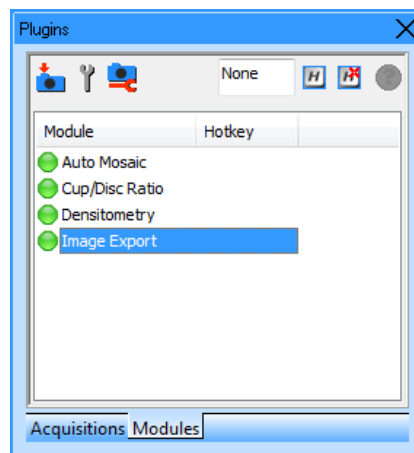 Plugins
None H H ?
Module Hotkey
Auto Mosaic
Cup/Disc Ratio
Densitometry
Image Export
Acquisitions Modules